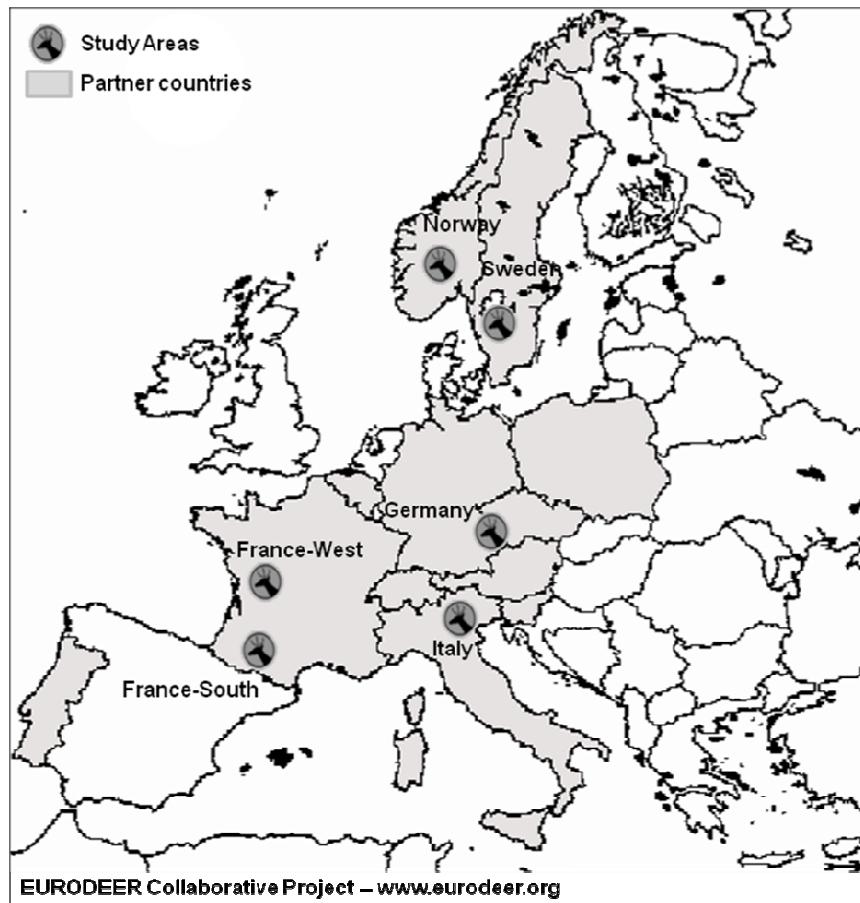 Study Areas
Partner countries
Norway
Sweden
Germany
France-West
Italy
France-South
EURODEER Collaborative Project – www.eurodeer.org